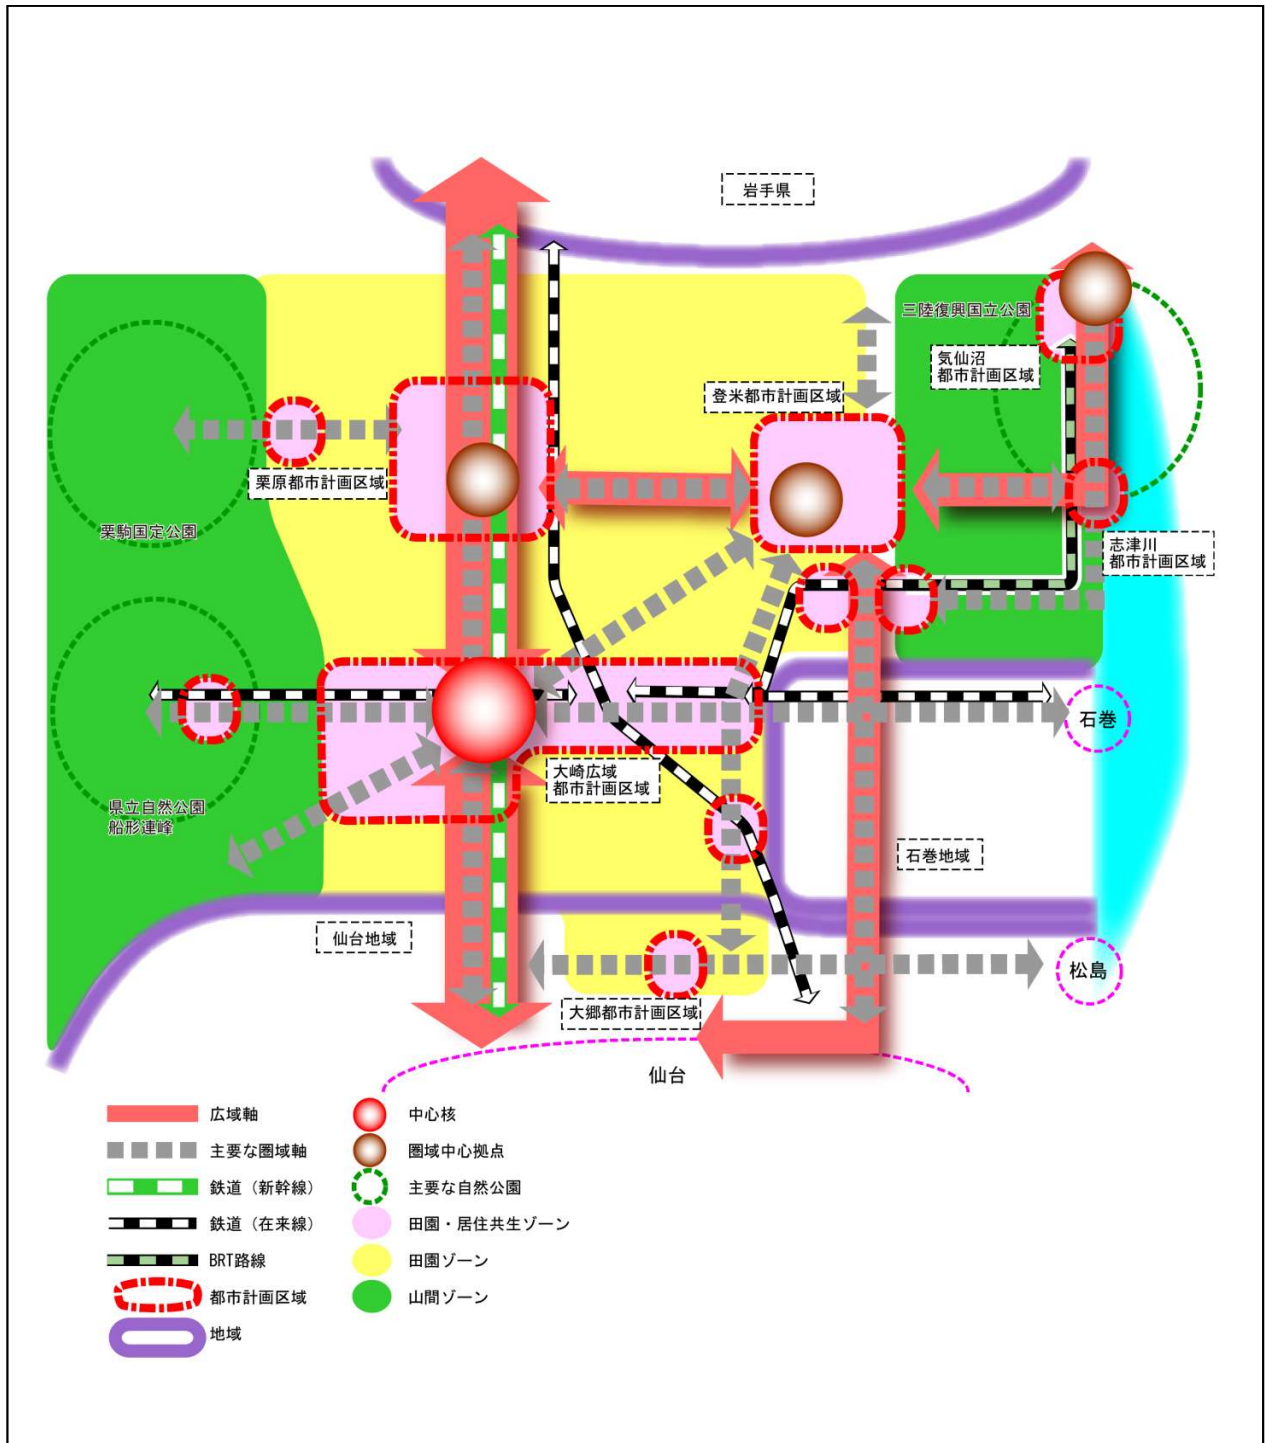 岩手県
三陸復興国立公園
気仙沼
都市計画区域
登米都市計画区域
栗原都市計画区域
栗駒国定公園
志津川
都市計画区域
石巻
大崎広域
都市計画区域
県立自然公園
船形連峰
石巻地域
仙台地域
松島
大郷都市計画区域
仙台
広域軸
中心核
主要な圏域軸
圏域中心拠点
鉄道（新幹線）
主要な自然公園
鉄道（在来線）
田園・居住共生ゾーン
BRT路線
田園ゾーン
都市計画区域
山間ゾーン
地域